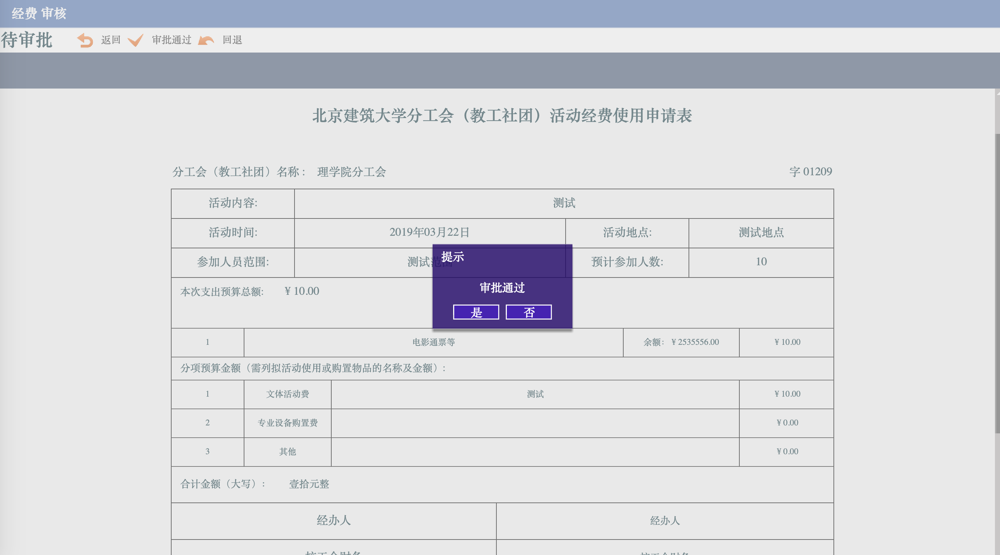 经费 审核
待审批 返回 审批通过 回退
北京建筑大学分工会（教工社团）活动经费使用申请表
分工会（教工社团）名称： 理学院分工会 字 01209
活动内容: 测试
活动时间: 2019年03月22日 活动地点: 测试地点
参加人员范围: 测试范围 预计参加人数: 10
提示
审批通过
是 否
本次支出预算总额: ¥ 10.00
1 电影通票等 余额： ¥ 2535556.00 ¥ 10.00
分项预算金额（需列拟活动使用或购置物品的名称及金额）:
1 文体活动费 测试 ¥ 10.00
2 专业设备购置费 ¥ 0.00
3 其他 ¥ 0.00
合计金额（大写）: 壹拾元整
经办人 经办人